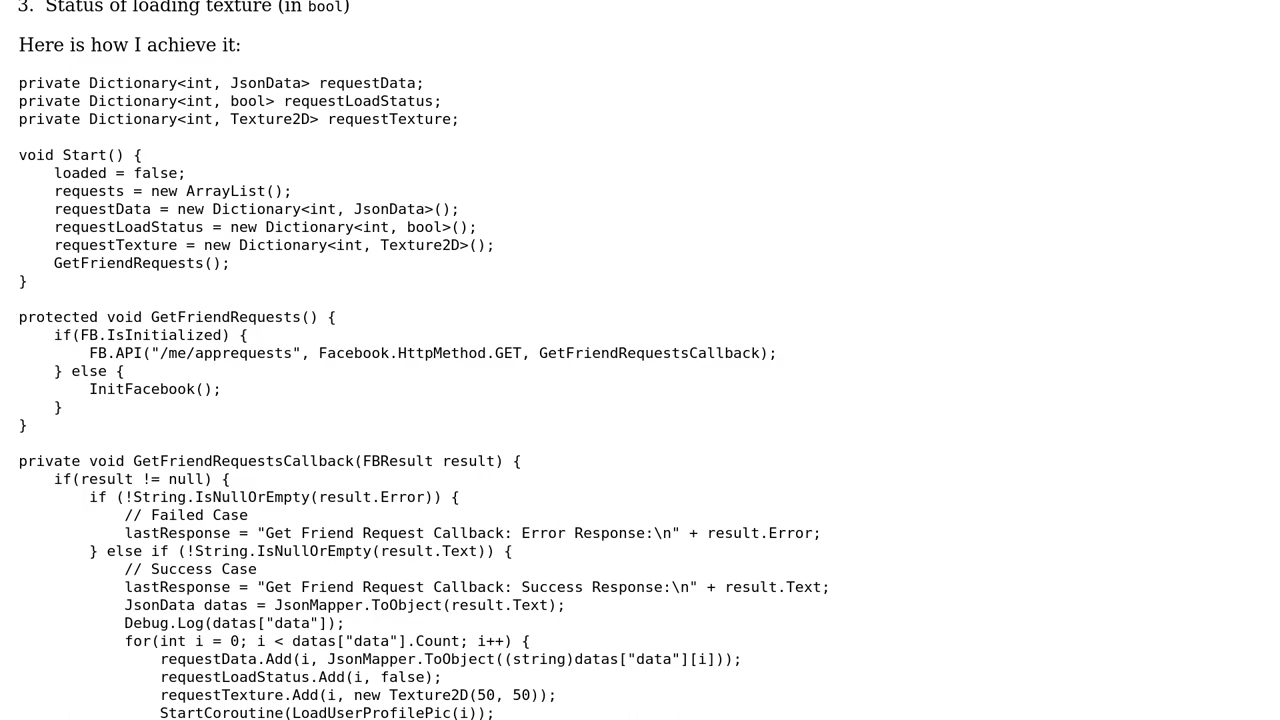 3. Status of loading texture (in bool)
Here is how I achieve it:
private Dictionary<int, JsonData> requestData;
private Dictionary<int, bool> requestLoadStatus;
private Dictionary<int, Texture2D> requestTexture;
void Start() {
    loaded = false;
    requests = new ArrayList();
    requestData = new Dictionary<int, JsonData>();
    requestLoadStatus = new Dictionary<int, bool>();
    requestTexture = new Dictionary<int, Texture2D>();
    GetFriendRequests();
}
protected void GetFriendRequests() {
    if(FB.IsInitialized) {
        FB.API("/me/apprequests", Facebook.HttpMethod.GET, GetFriendRequestsCallback);
    } else {
        InitFacebook();
    }
}
private void GetFriendRequestsCallback(FBResult result) {
    if(result != null) {
        if (!String.IsNullOrEmpty(result.Error)) {
            // Failed Case
            lastResponse = "Get Friend Request Callback: Error Response:\n" + result.Error;
        } else if (!String.IsNullOrEmpty(result.Text)) {
            // Success Case
            lastResponse = "Get Friend Request Callback: Success Response:\n" + result.Text;
            JsonData datas = JsonMapper.ToObject(result.Text);
            Debug.Log(datas["data"]);
            for(int i = 0; i < datas["data"].Count; i++) {
                requestData.Add(i, JsonMapper.ToObject((string)datas["data"][i]));
                requestLoadStatus.Add(i, false);
                requestTexture.Add(i, new Texture2D(50, 50));
                StartCoroutine(LoadUserProfilePic(i));